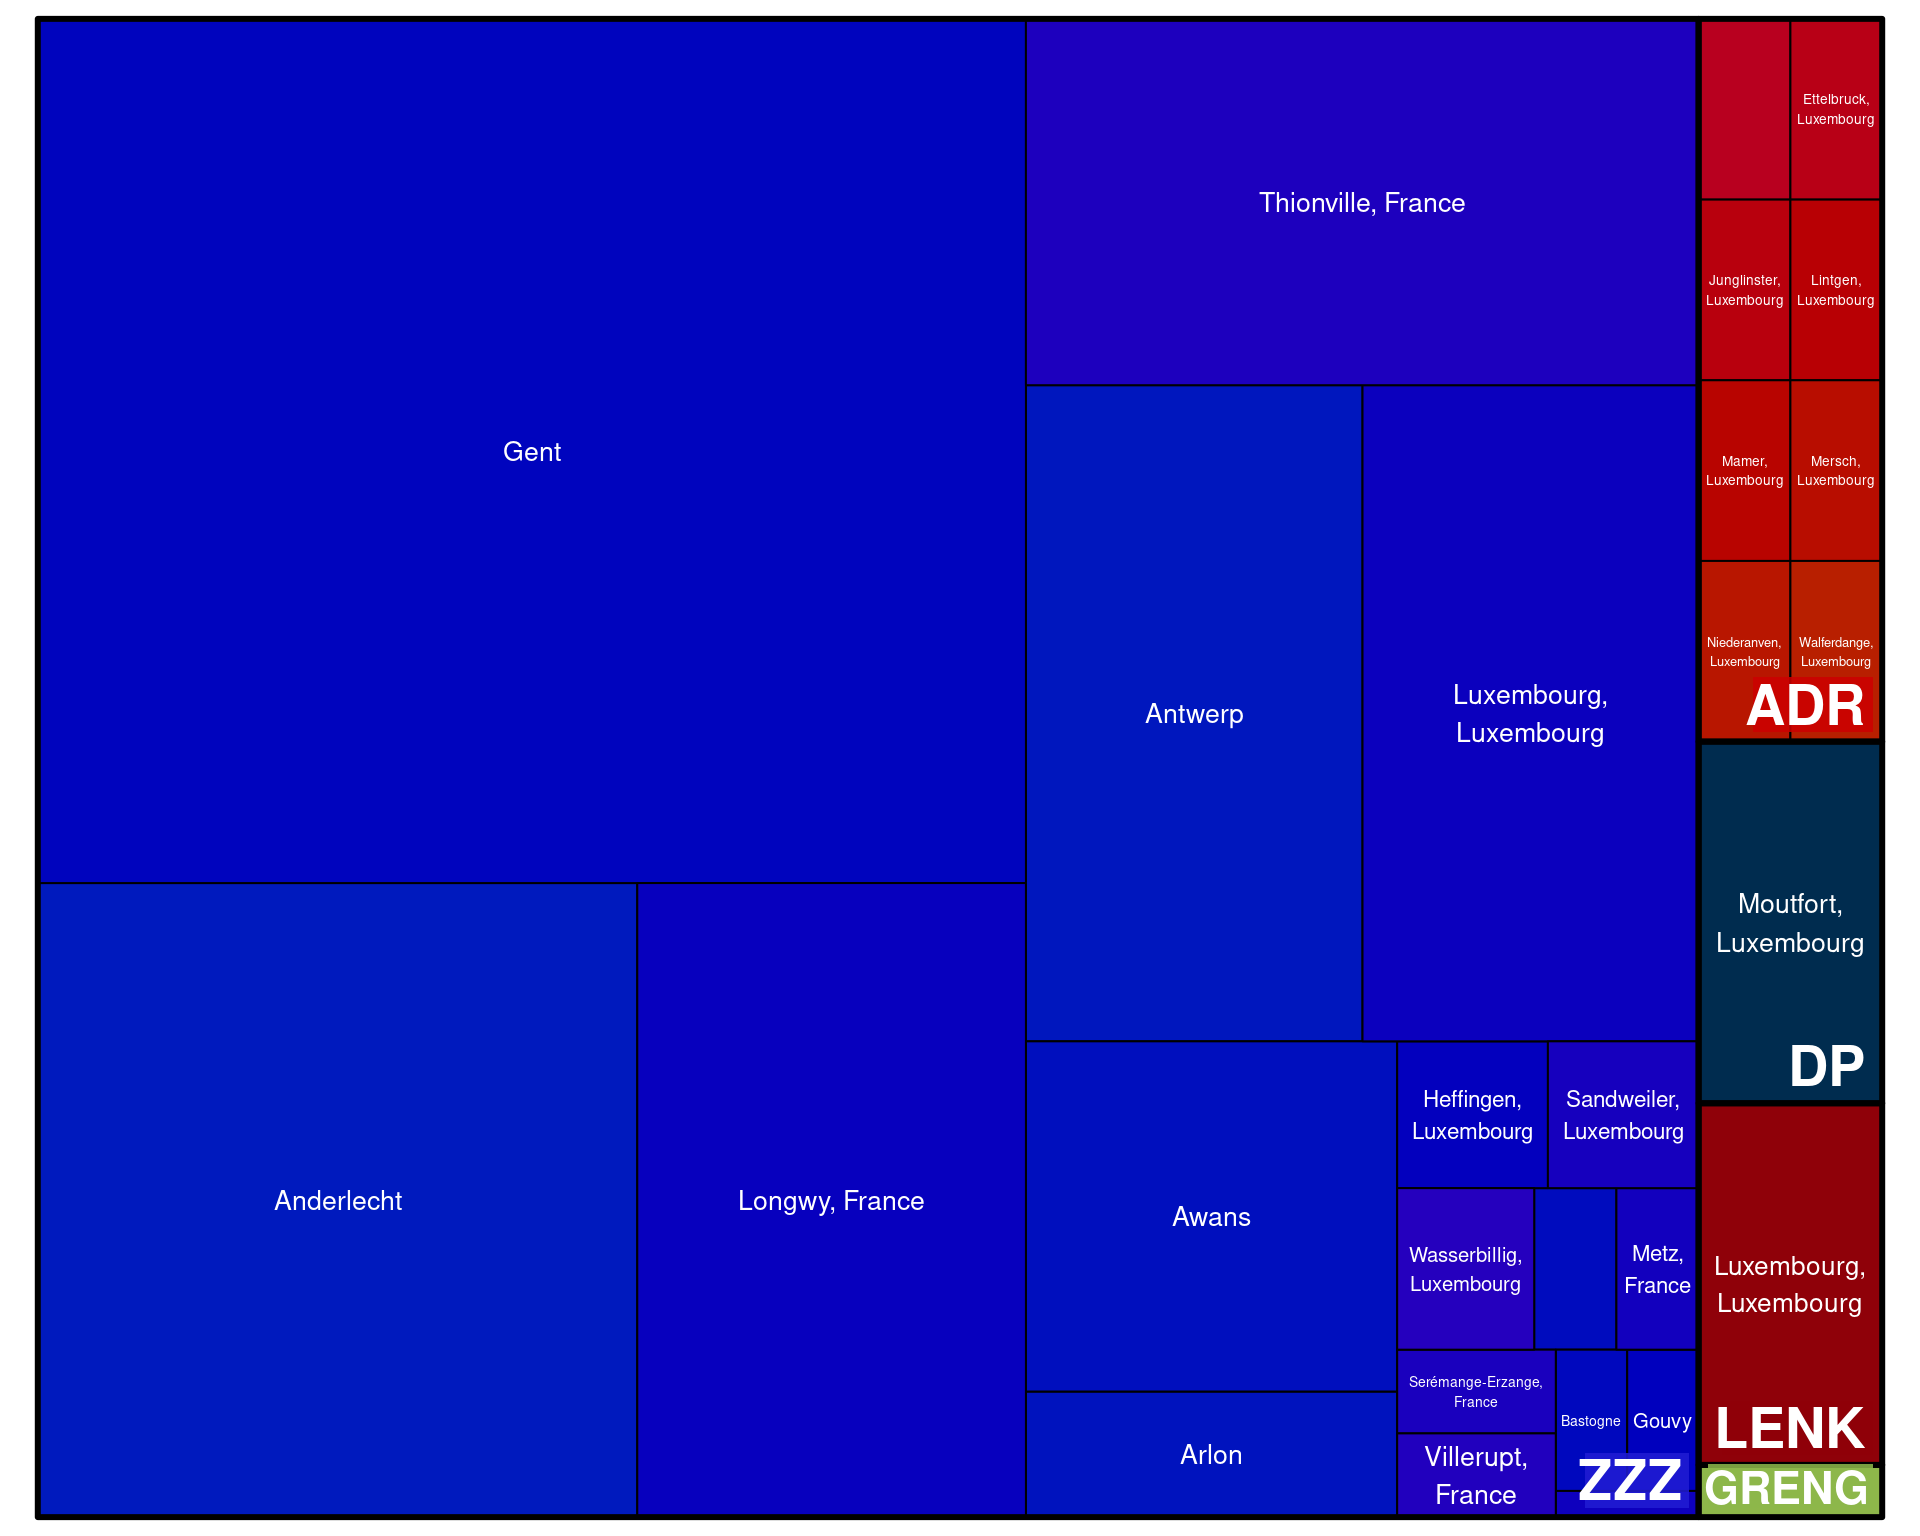 Gent
Thionville, France
Ettelbruck,
Luxembourg
Junglinster,
Luxembourg
Lintgen,
Luxembourg
Mamer,
Luxembourg
Mersch,
Luxembourg
Niederanven,
Luxembourg
Walferdange,
Luxembourg
ADR
Antwerp
Luxembourg,
Luxembourg
Moutfort,
Luxembourg
DP
Anderlecht
Longwy, France
Awans
Heffingen,
Luxembourg
Sandweiler,
Luxembourg
Wasserbillig,
Luxembourg
Metz,
France
Luxembourg,
Luxembourg
LENK
Serémange-Erzange,
France
Bastogne
Gouvy
Arlon
Villerupt,
France
ZZZ
GRENG